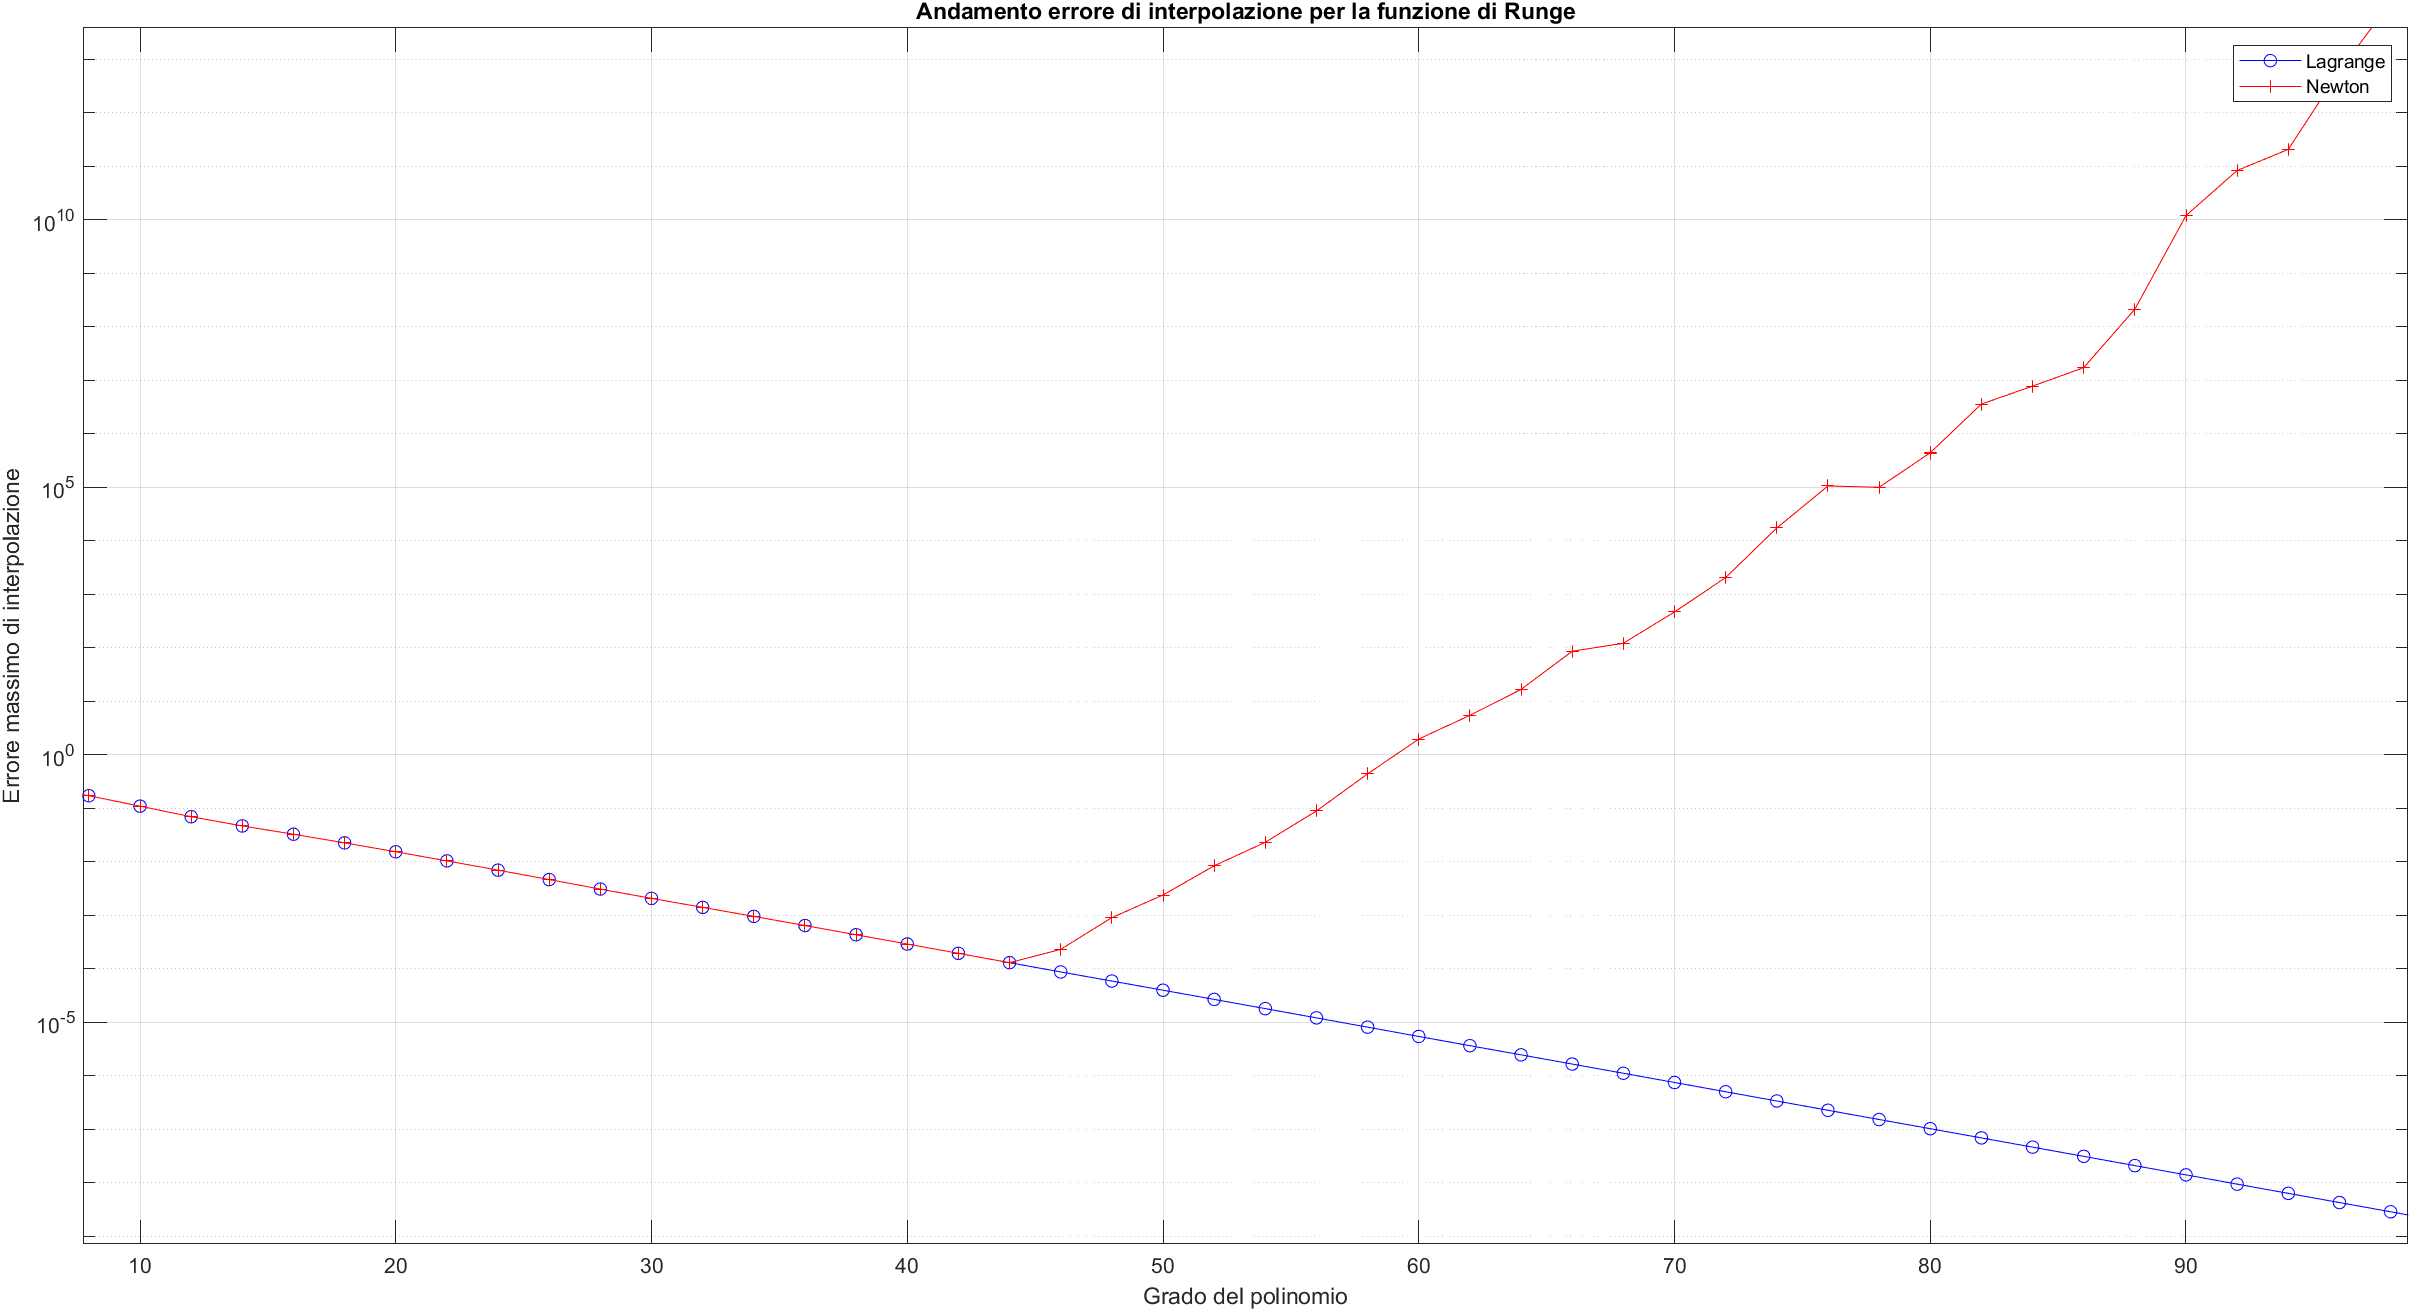 Andamento errore di interpolazione per la funzione di Runge
Lagrange
Newton
Errore massimo di interpolazione
10^10
10^5
10^0
10^-5
10 20 30 40 50 60 70 80 90
Grado del polinomio